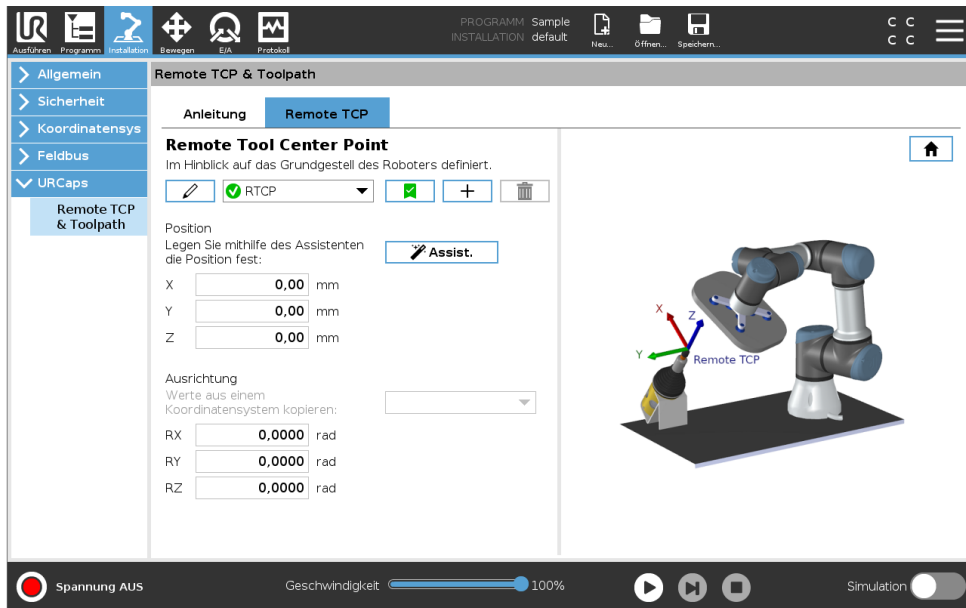 PROGRAMM Sample
INSTALLATION default
Ausführen Programm Installation Bewegen E/A Protokoll Neu... Öffnen... Speichern...
C C
C C
Allgemein
Sicherheit
Koordinatensys
Feldbus
URCaps
Remote TCP
& Toolpath
Remote TCP & Toolpath
Anleitung Remote TCP
Remote Tool Center Point
Im Hinblick auf das Grundgestell des Roboters definiert.
RTCP
Position
Legen Sie mithilfe des Assistenten
die Position fest:
Assist.
X 0,00 mm
Y 0,00 mm
Z 0,00 mm
Ausrichtung
Werte aus einem
Koordinatensystem kopieren:
RX 0,0000 rad
RY 0,0000 rad
RZ 0,0000 rad
X
Z
Y
Remote TCP
Spannung AUS Geschwindigkeit 100% Simulation